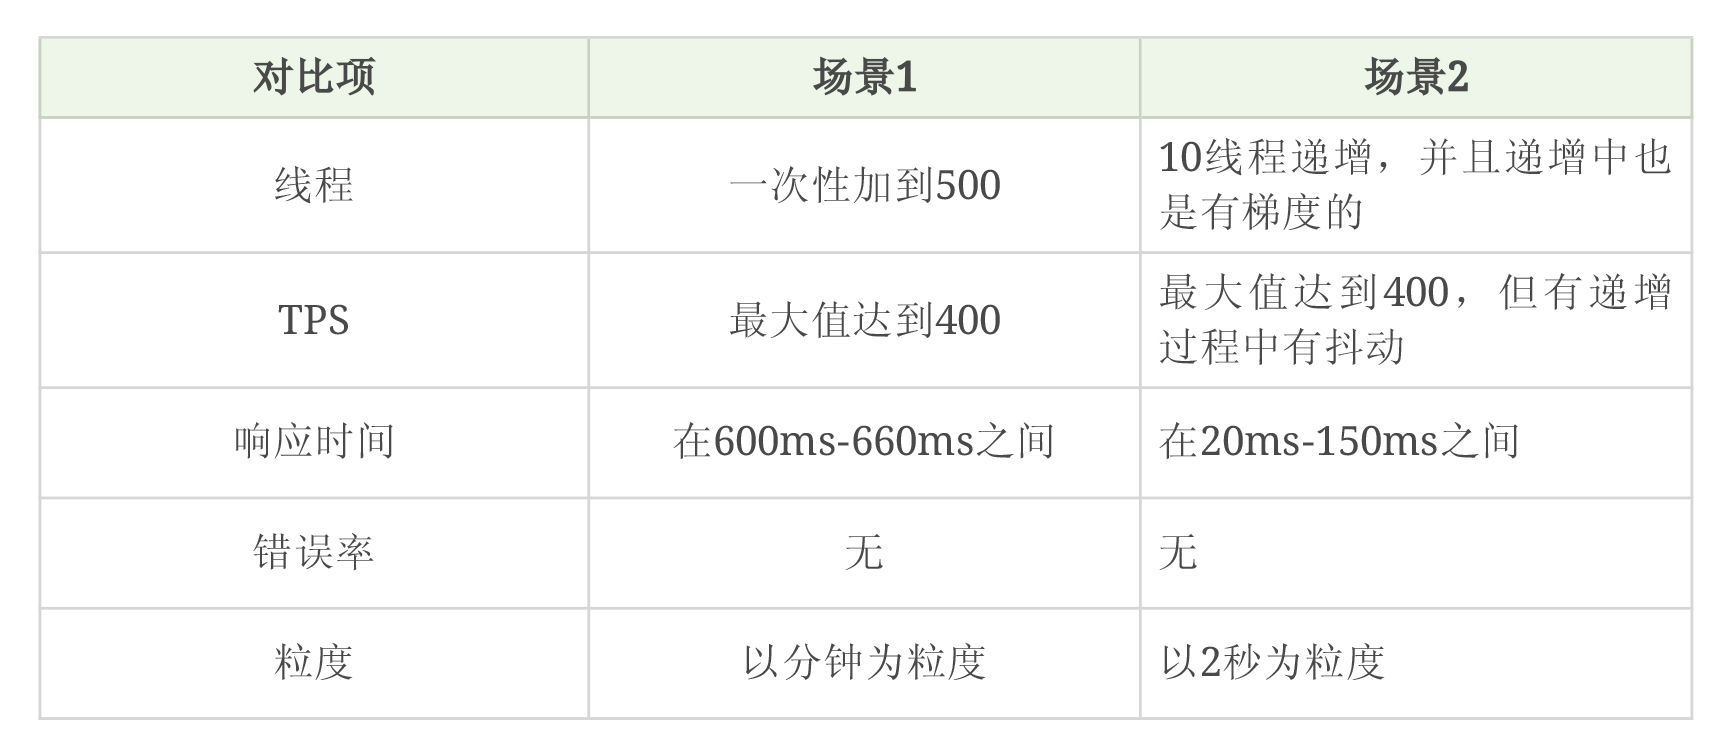 对比项
场景1
场景2
线程
一次性加到500
10线程递增，并且递增中也
是有梯度的
TPS
最大值达到400
最大值达到400，但有递增
过程中有抖动
响应时间
在600ms-660ms之间
在20ms-150ms之间
错误率
无
无
粒度
以分钟为粒度
以2秒为粒度